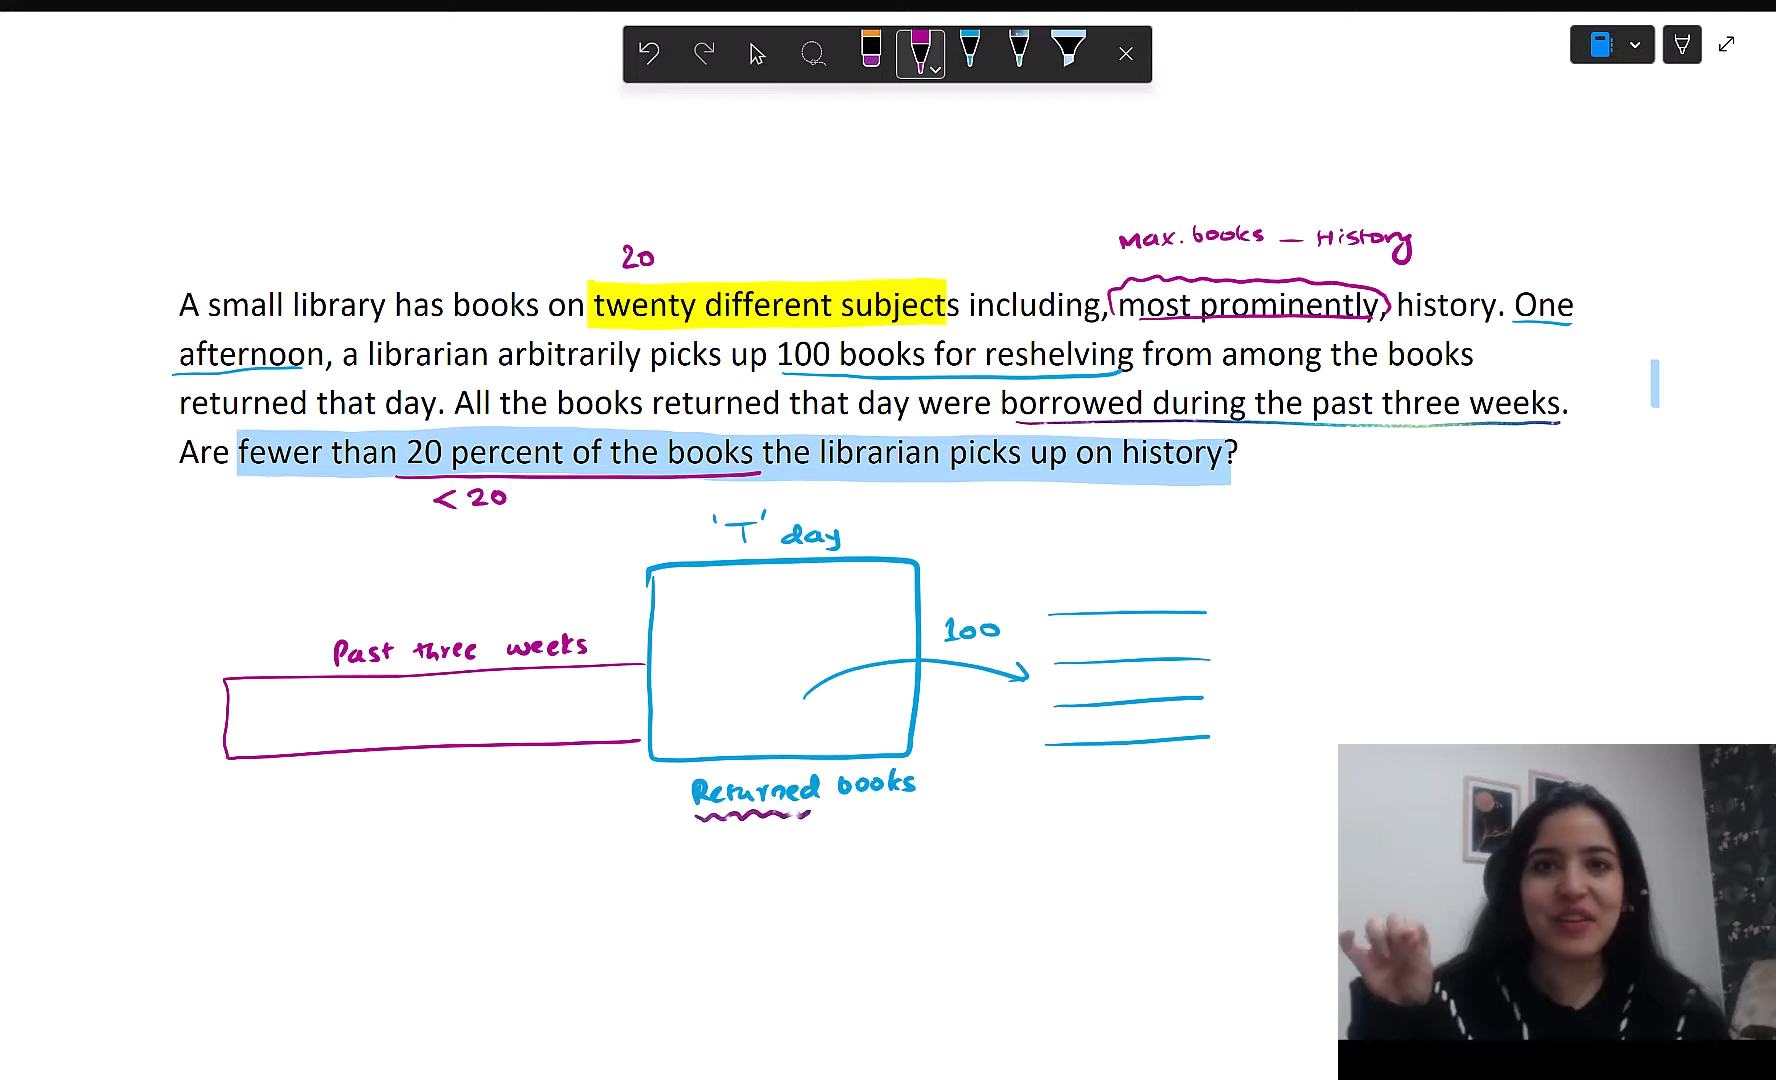 20
Max. books – History
A small library has books on twenty different subjects including, most prominently, history. One
afternoon, a librarian arbitrarily picks up 100 books for reshelving from among the books
returned that day. All the books returned that day were borrowed during the past three weeks.
Are fewer than 20 percent of the books the librarian picks up on history?
< 20
'T' day
100
Past three weeks
Returned books